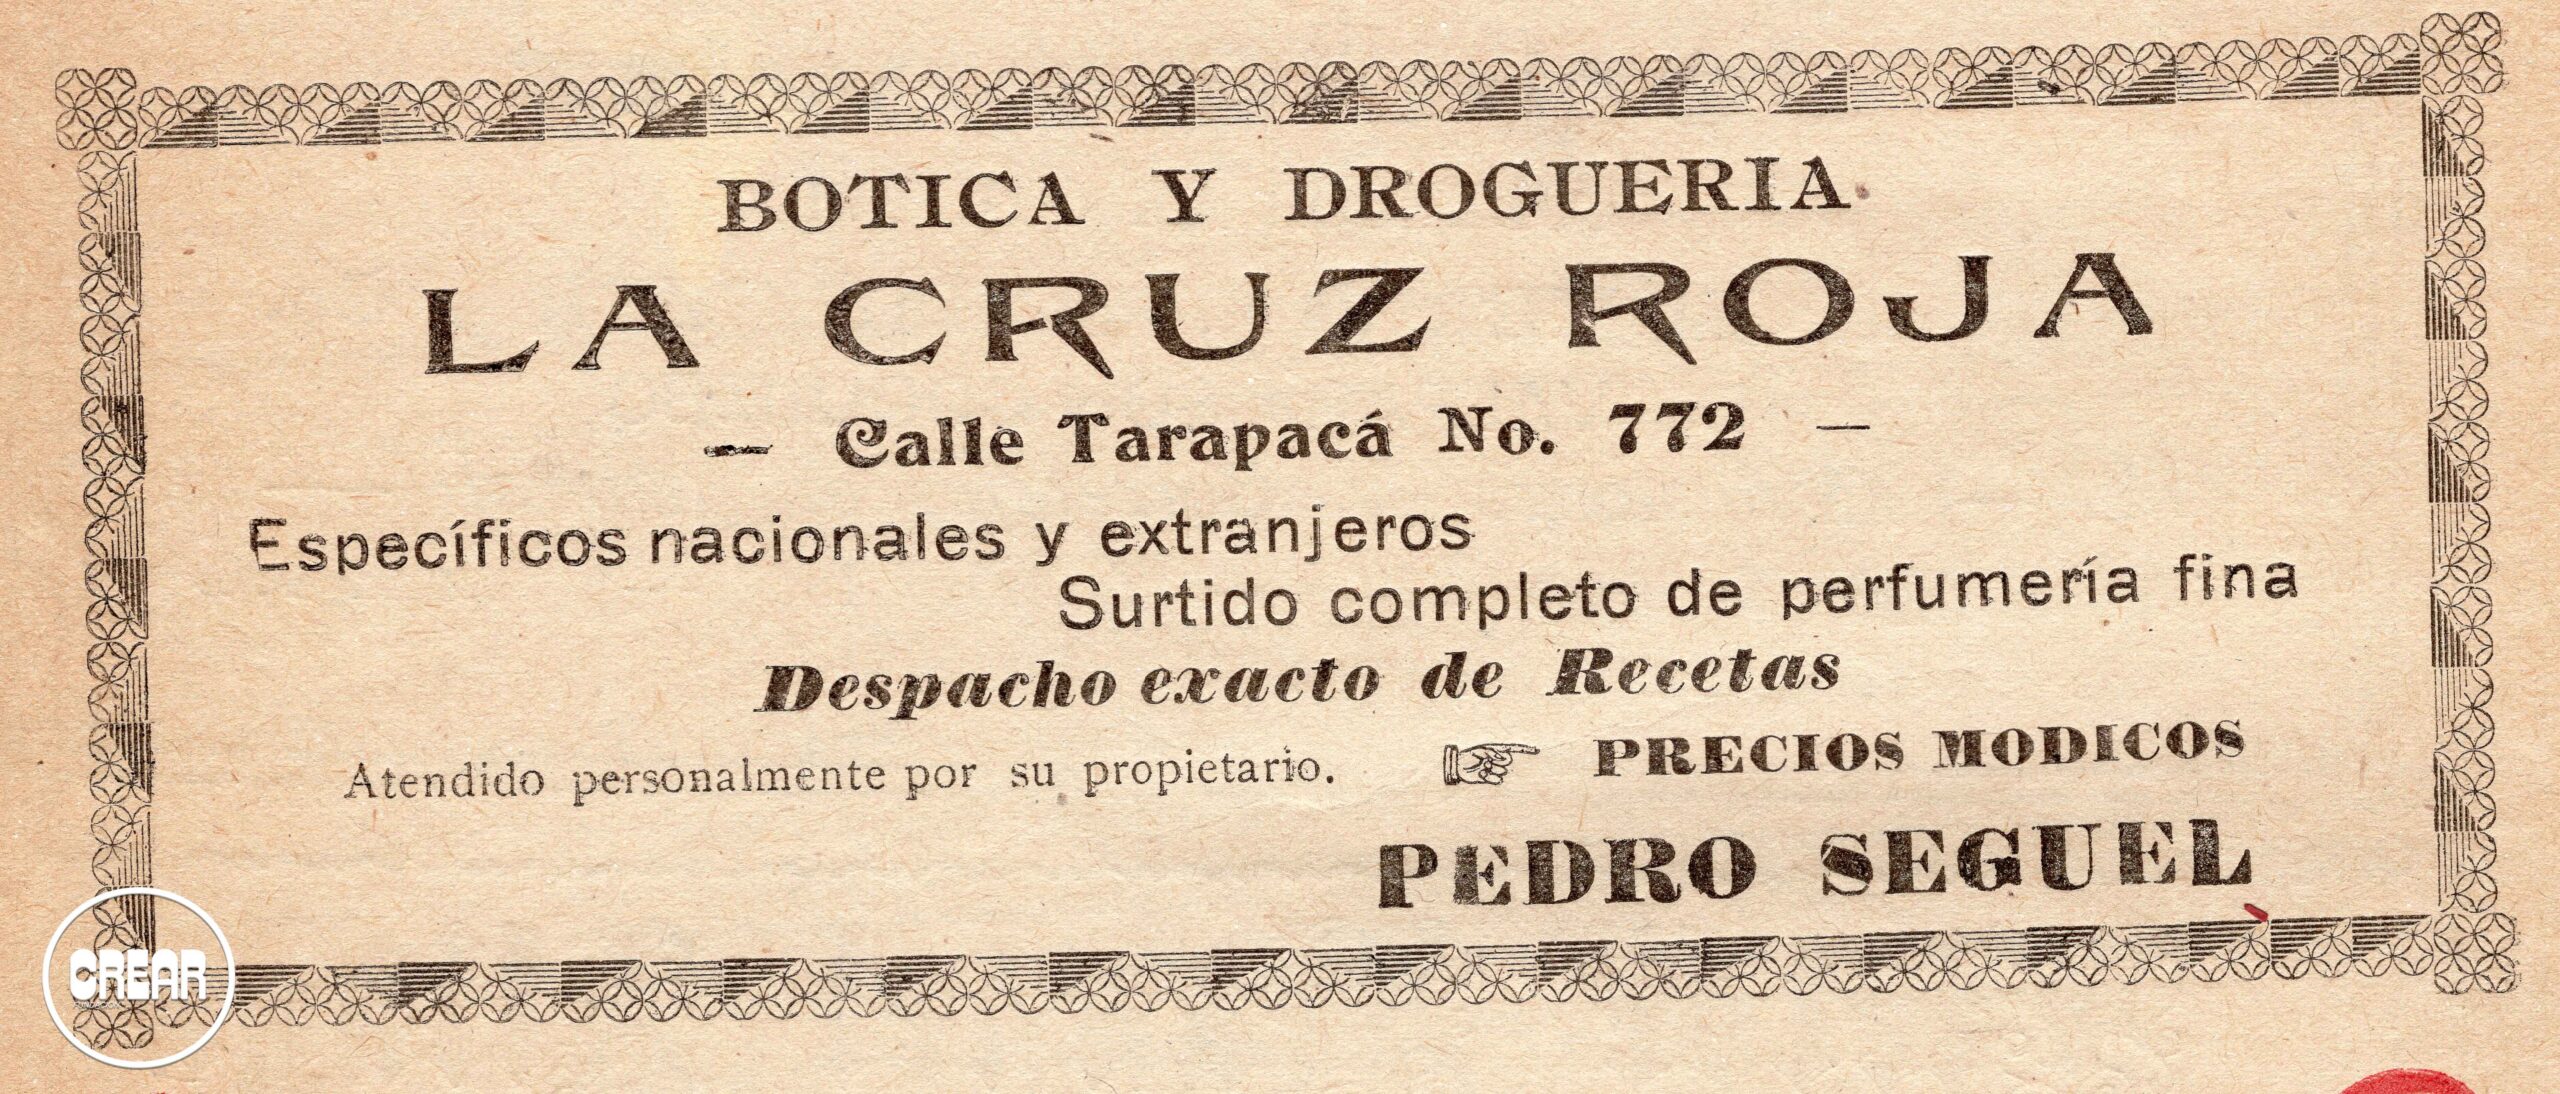 BOTICA Y DROGUERIA
LA CRUZ ROJA
— Calle Tarapacá No. 772 —
Específicos nacionales y extranjeros
Surtido completo de perfumería fina
Despacho exacto de Recetas
Atendido personalmente por su propietario. ☞ PRECIOS MODICOS
PEDRO SEGUEL
CREAR